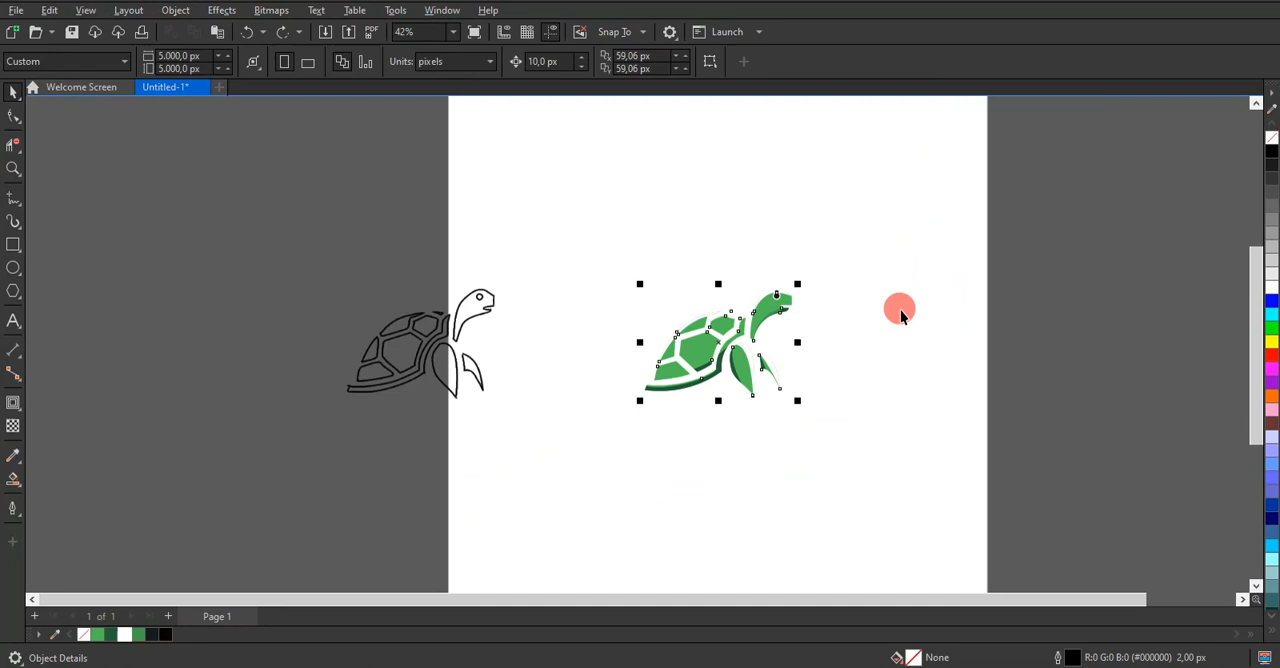 File Edit View Layout Object Effects Bitmaps Text Table Tools Window Help
42% PDF Snap To Launch
Custom 5.000,0 px 5.000,0 px Units: pixels 10,0 px 59,06 px 59,06 px
Welcome Screen Untitled-1*
1 of 1 Page 1
Object Details None R:0 G:0 B:0 (#000000) 2,00 px